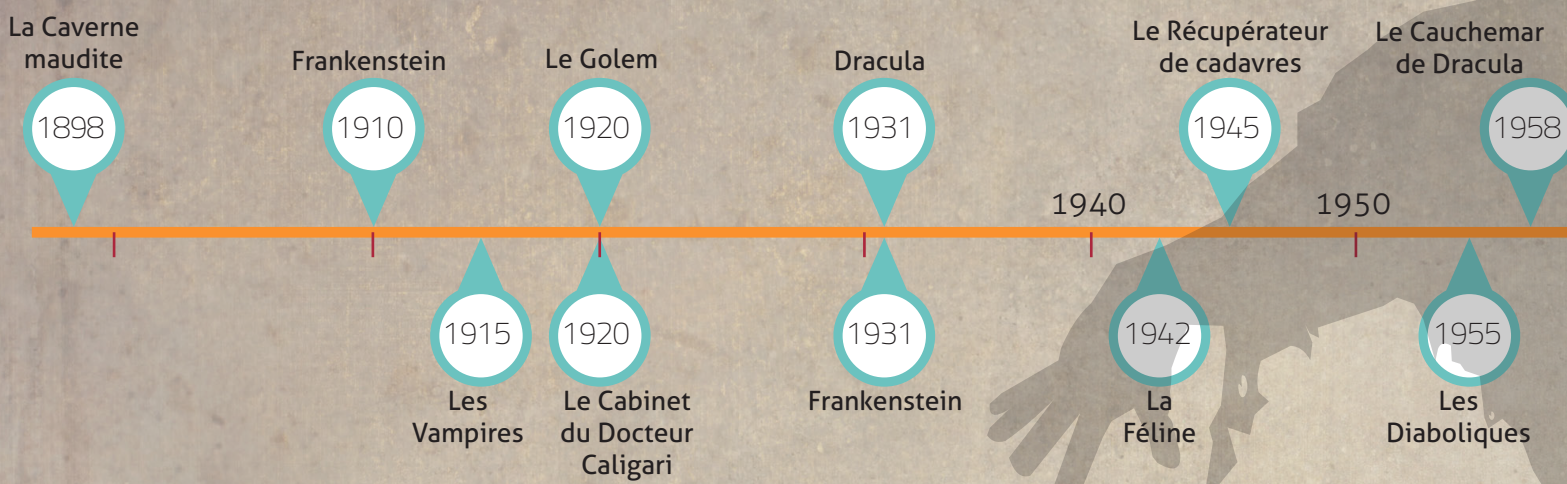 La Caverne
maudite
1898
Frankenstein
1910
Le Golem
1920
Dracula
1931
Le Récupérateur
de cadavres
1945
Le Cauchemar
de Dracula
1958
1940
1950
1915
Les
Vampires
1920
Le Cabinet
du Docteur
Caligari
1931
Frankenstein
1942
La
Féline
1955
Les
Diaboliques